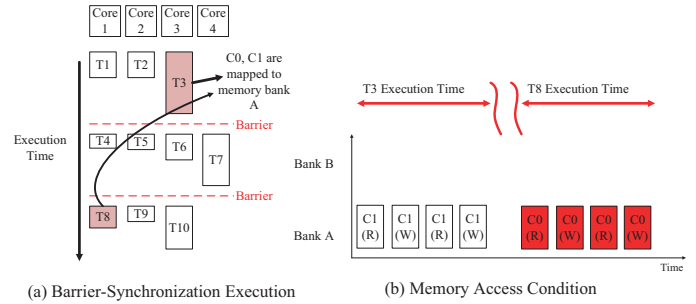 Core
1
Core
2
Core
3
Core
4
T1
T2
T3
C0, C1 are
mapped to
memory bank
A
Barrier
Execution
Time
T4
T5
T6
T7
Barrier
T8
T9
T10
(a) Barrier-Synchronization Execution
T3 Execution Time
T8 Execution Time
Bank B
Bank A
C1
(R)
C1
(W)
C1
(R)
C1
(W)
C0
(R)
C0
(W)
C0
(R)
C0
(W)
Time
(b) Memory Access Condition